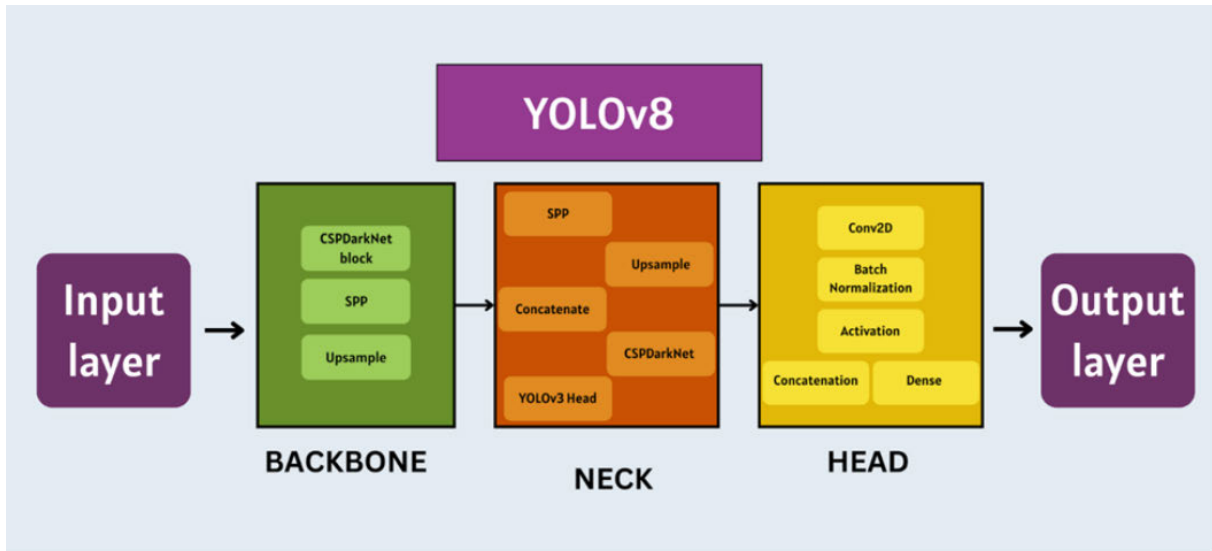 YOLOv8
Input
layer
CSPDarkNet
block
SPP
Upsample
BACKBONE
SPP
Upsample
Concatenate
CSPDarkNet
YOLOv3 Head
NECK
Conv2D
Batch
Normalization
Activation
Concatenation
Dense
HEAD
Output
layer